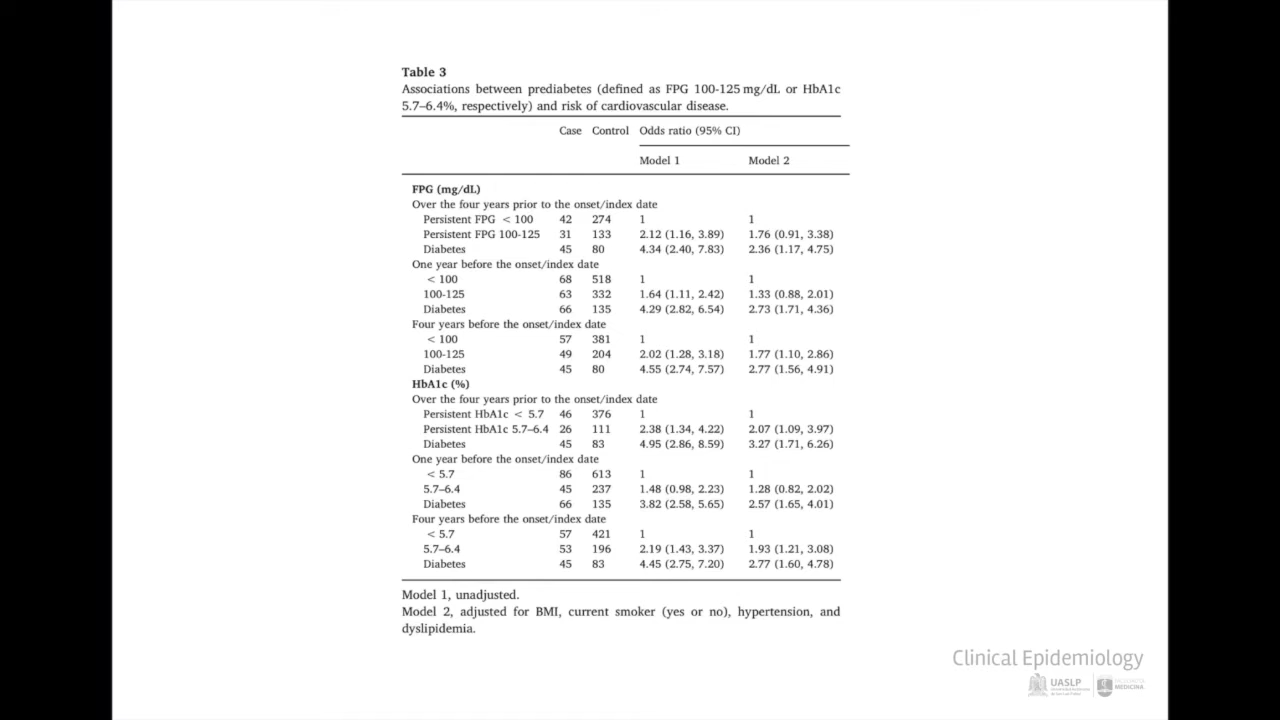 Table 3
Associations between prediabetes (defined as FPG 100-125 mg/dL or HbA1c
5.7–6.4%, respectively) and risk of cardiovascular disease.
Case Control Odds ratio (95% CI)
Model 1 Model 2
FPG (mg/dL)
Over the four years prior to the onset/index date
Persistent FPG < 100 42 274 1 1
Persistent FPG 100-125 31 133 2.12 (1.16, 3.89) 1.76 (0.91, 3.38)
Diabetes 45 80 4.34 (2.40, 7.83) 2.36 (1.17, 4.75)
One year before the onset/index date
< 100 68 518 1 1
100-125 63 332 1.64 (1.11, 2.42) 1.33 (0.88, 2.01)
Diabetes 66 135 4.29 (2.82, 6.54) 2.73 (1.71, 4.36)
Four years before the onset/index date
< 100 57 381 1 1
100-125 49 204 2.02 (1.28, 3.18) 1.77 (1.10, 2.86)
Diabetes 45 80 4.55 (2.74, 7.57) 2.77 (1.56, 4.91)
HbA1c (%)
Over the four years prior to the onset/index date
Persistent HbA1c < 5.7 46 376 1 1
Persistent HbA1c 5.7–6.4 26 111 2.38 (1.34, 4.22) 2.07 (1.09, 3.97)
Diabetes 45 83 4.95 (2.86, 8.59) 3.27 (1.71, 6.26)
One year before the onset/index date
< 5.7 86 613 1 1
5.7–6.4 45 237 1.48 (0.98, 2.23) 1.28 (0.82, 2.02)
Diabetes 66 135 3.82 (2.58, 5.65) 2.57 (1.65, 4.01)
Four years before the onset/index date
< 5.7 57 421 1 1
5.7–6.4 53 196 2.19 (1.43, 3.37) 1.93 (1.21, 3.08)
Diabetes 45 83 4.45 (2.75, 7.20) 2.77 (1.60, 4.78)
Model 1, unadjusted.
Model 2, adjusted for BMI, current smoker (yes or no), hypertension, and
dyslipidemia.
Clinical Epidemiology
UASLP
MEDICINA